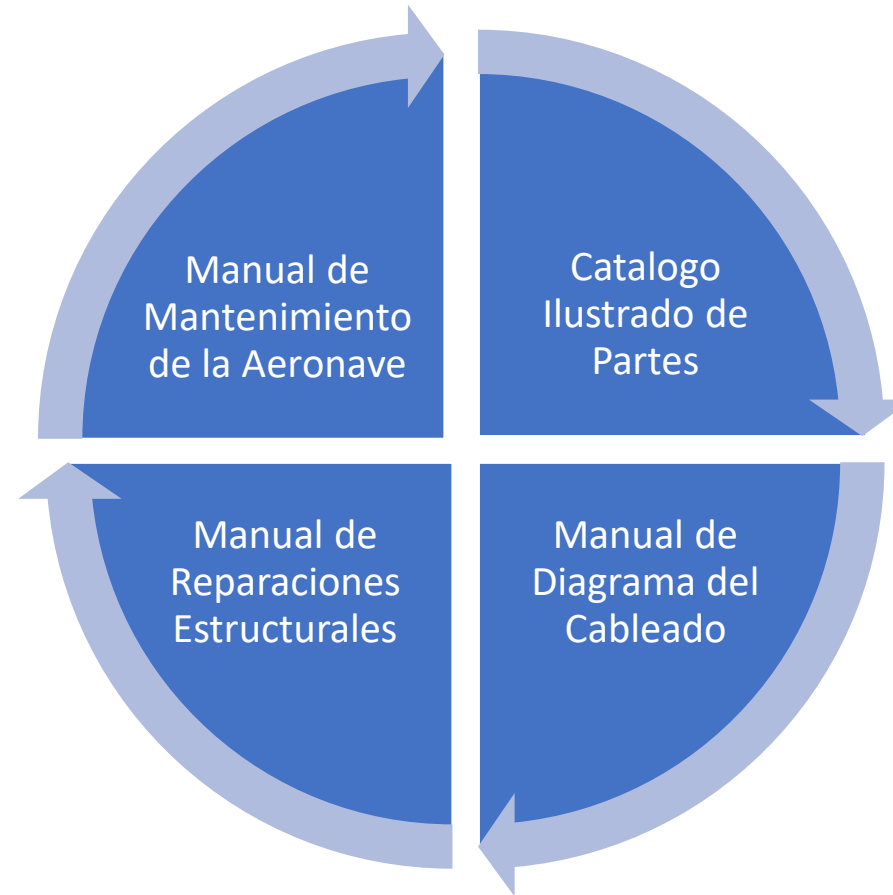 Manual de
Mantenimiento
de la Aeronave
Catalogo
Ilustrado de
Partes
Manual de
Reparaciones
Estructurales
Manual de
Diagrama del
Cableado